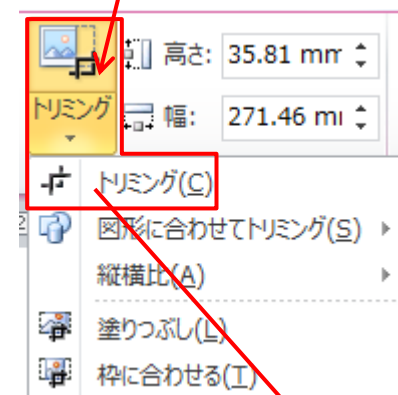 高さ: 35.81 mm
トリミング 幅: 271.46 mı
トリミング(C)
図形に合わせてトリミング(S)
縦横比(A)
塗りつぶし(L)
枠に合わせる(T)